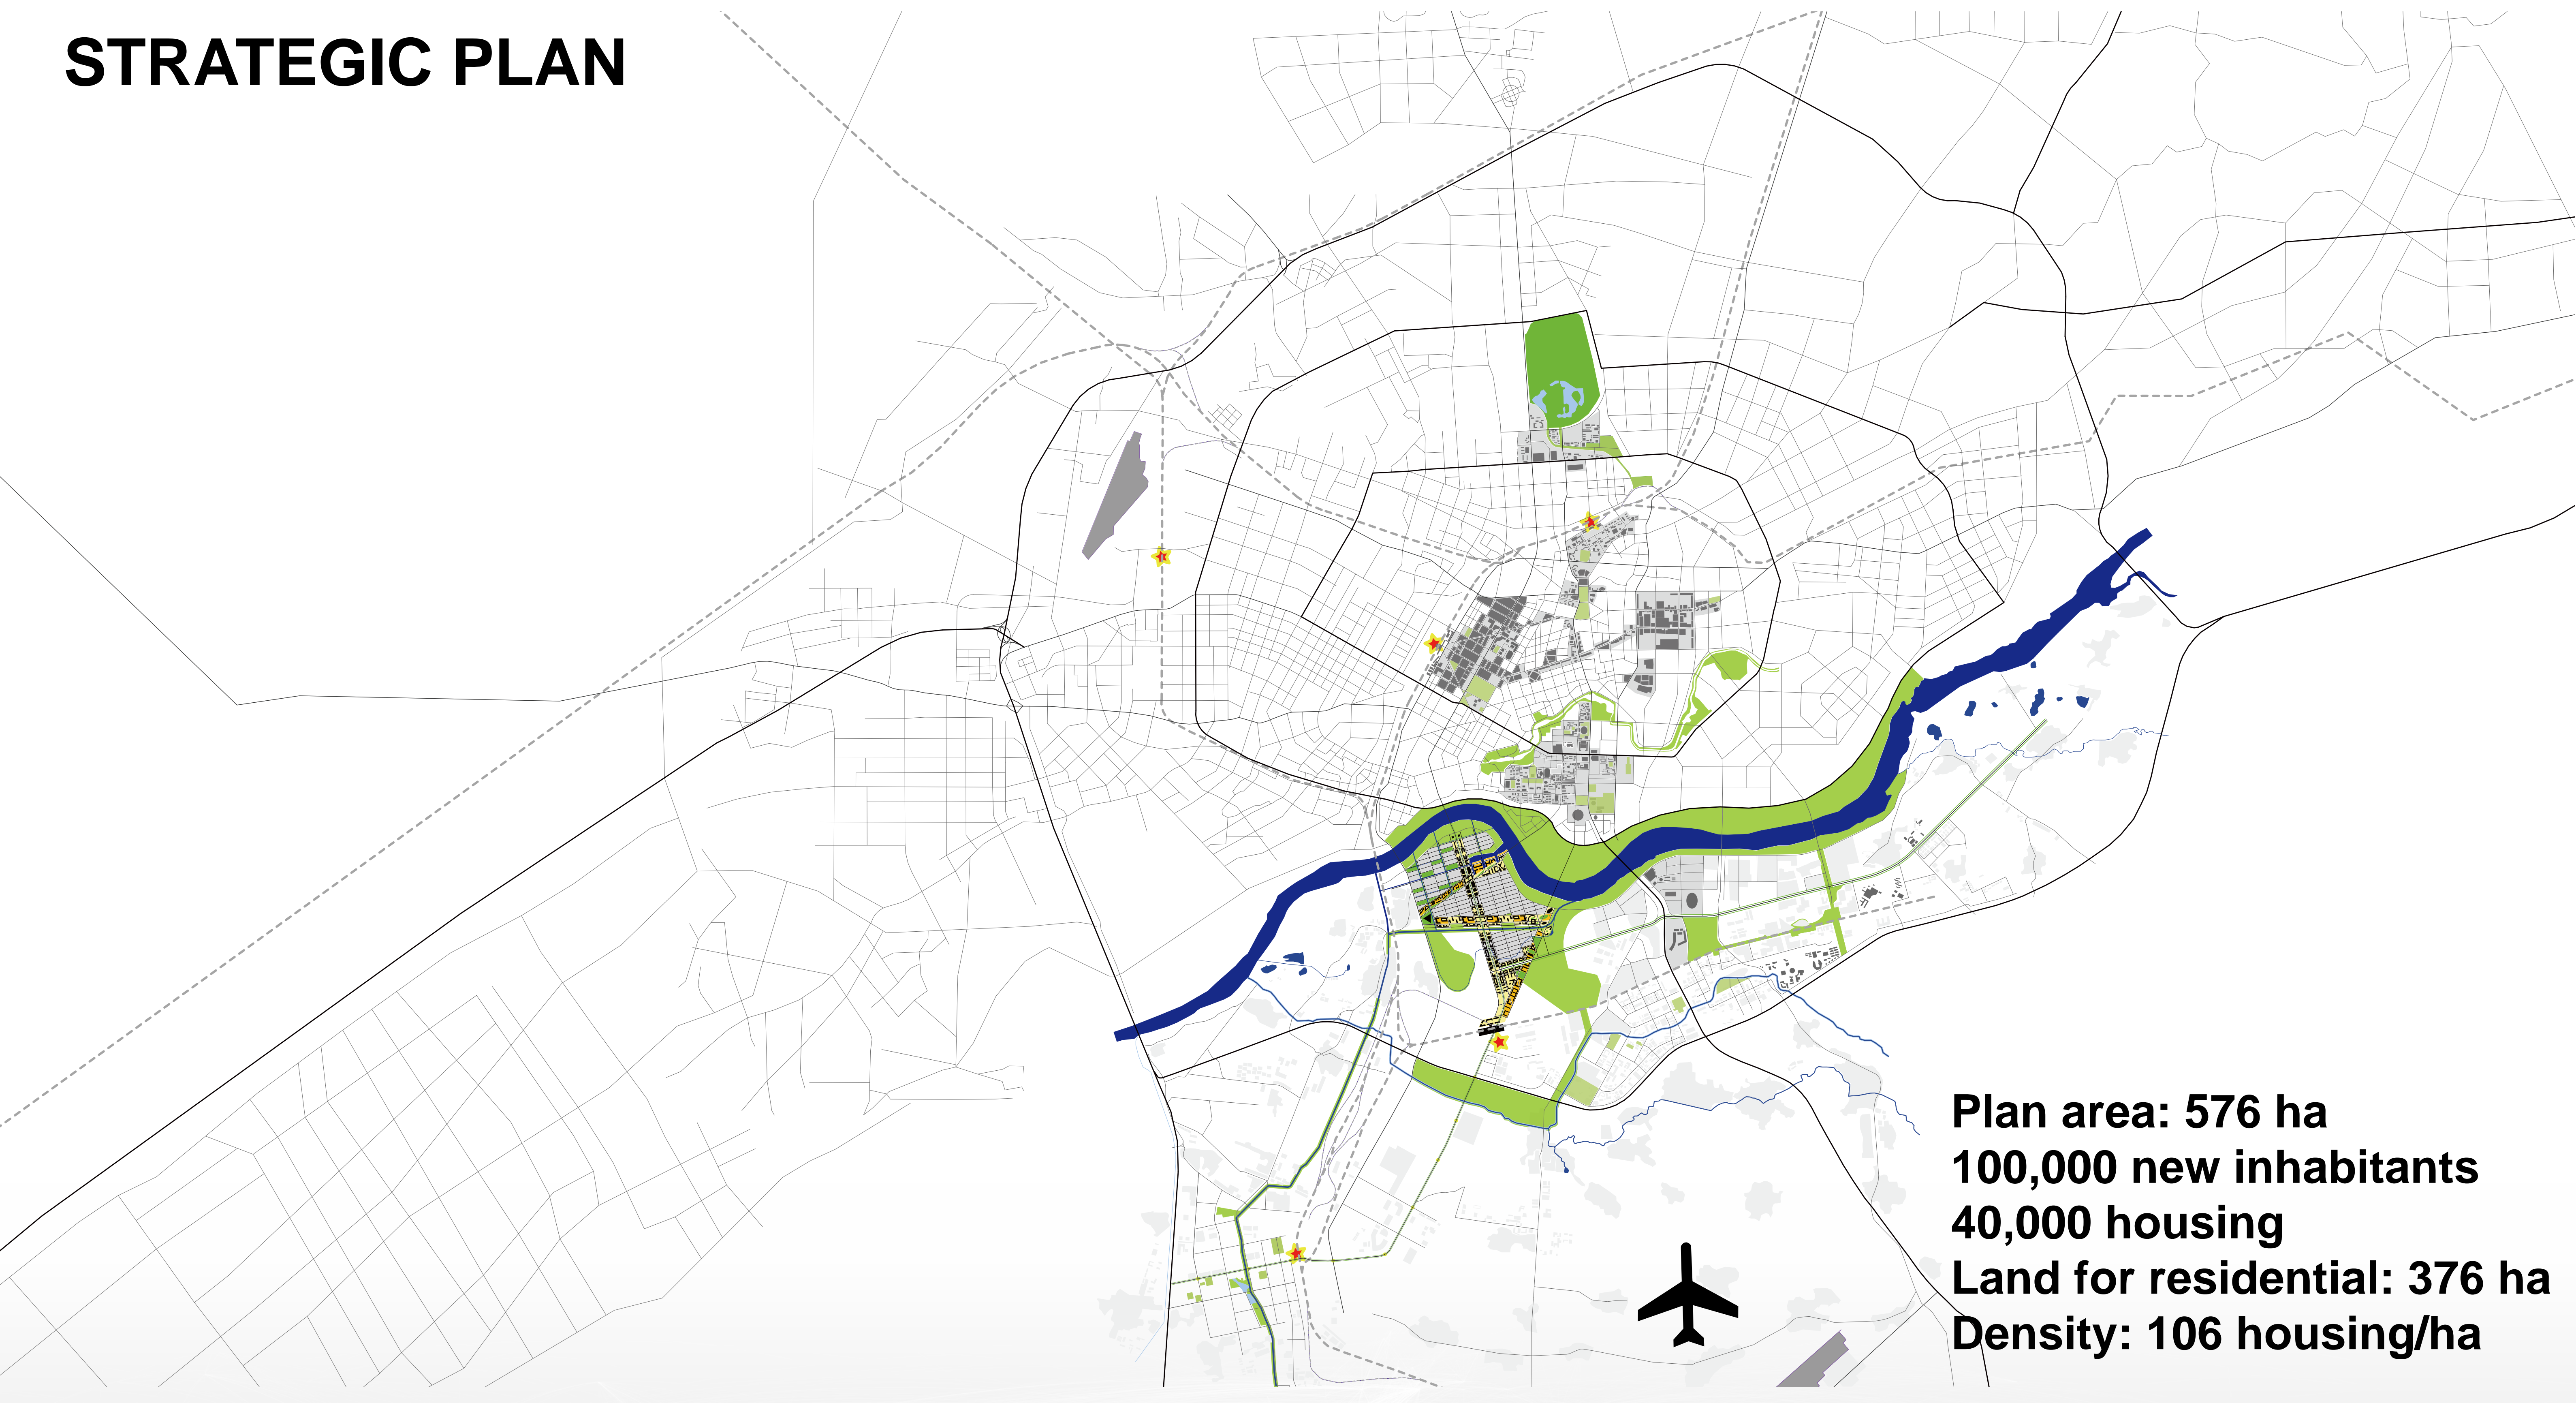 STRATEGIC PLAN
Plan area: 576 ha
100,000 new inhabitants
40,000 housing
Land for residential: 376 ha
Density: 106 housing/ha